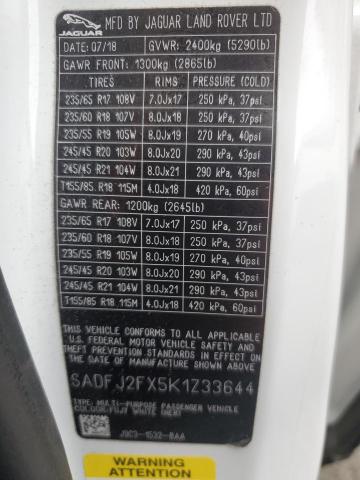 JAGUAR
MFD BY JAGUAR LAND ROVER LTD
DATE: 07/18 GVWR: 2400kg (5290lb)
GAWR FRONT: 1300kg (2865lb)
TIRES RIMS PRESSURE (COLD)
235/65 R17 108V 7.0Jx17 250 kPa, 37psi
235/60 R18 107V 8.0Jx18 250 kPa, 37psi
235/55 R19 105W 8.0Jx19 270 kPa, 40psi
245/45 R20 103W 8.0Jx20 290 kPa, 43psi
245/45 R21 104W 8.0Jx21 290 kPa, 43psi
T155/85 R18 115M 4.0Jx18 420 kPa, 60psi
GAWR REAR: 1200kg (2645lb)
235/65 R17 108V 7.0Jx17 250 kPa, 37psi
235/60 R18 107V 8.0Jx18 250 kPa, 37psi
235/55 R19 105W 8.0Jx19 270 kPa, 40psi
245/45 R20 103W 8.0Jx20 290 kPa, 43psi
245/45 R21 104W 8.0Jx21 290 kPa, 43psi
T155/85 R18 115M 4.0Jx18 420 kPa, 60psi
THIS VEHICLE CONFORMS TO ALL APPLICABLE
U.S. FEDERAL MOTOR VEHICLE SAFETY AND
THEFT PREVENTION STANDARDS IN EFFECT ON
THE DATE OF MANUFACTURE SHOWN ABOVE.
SADFJ2FX5K1Z33644
TYPE: MULTI-PURPOSE PASSENGER VEHICLE
COLOUR: FUJI WHITE
J9C3-1532-BAA